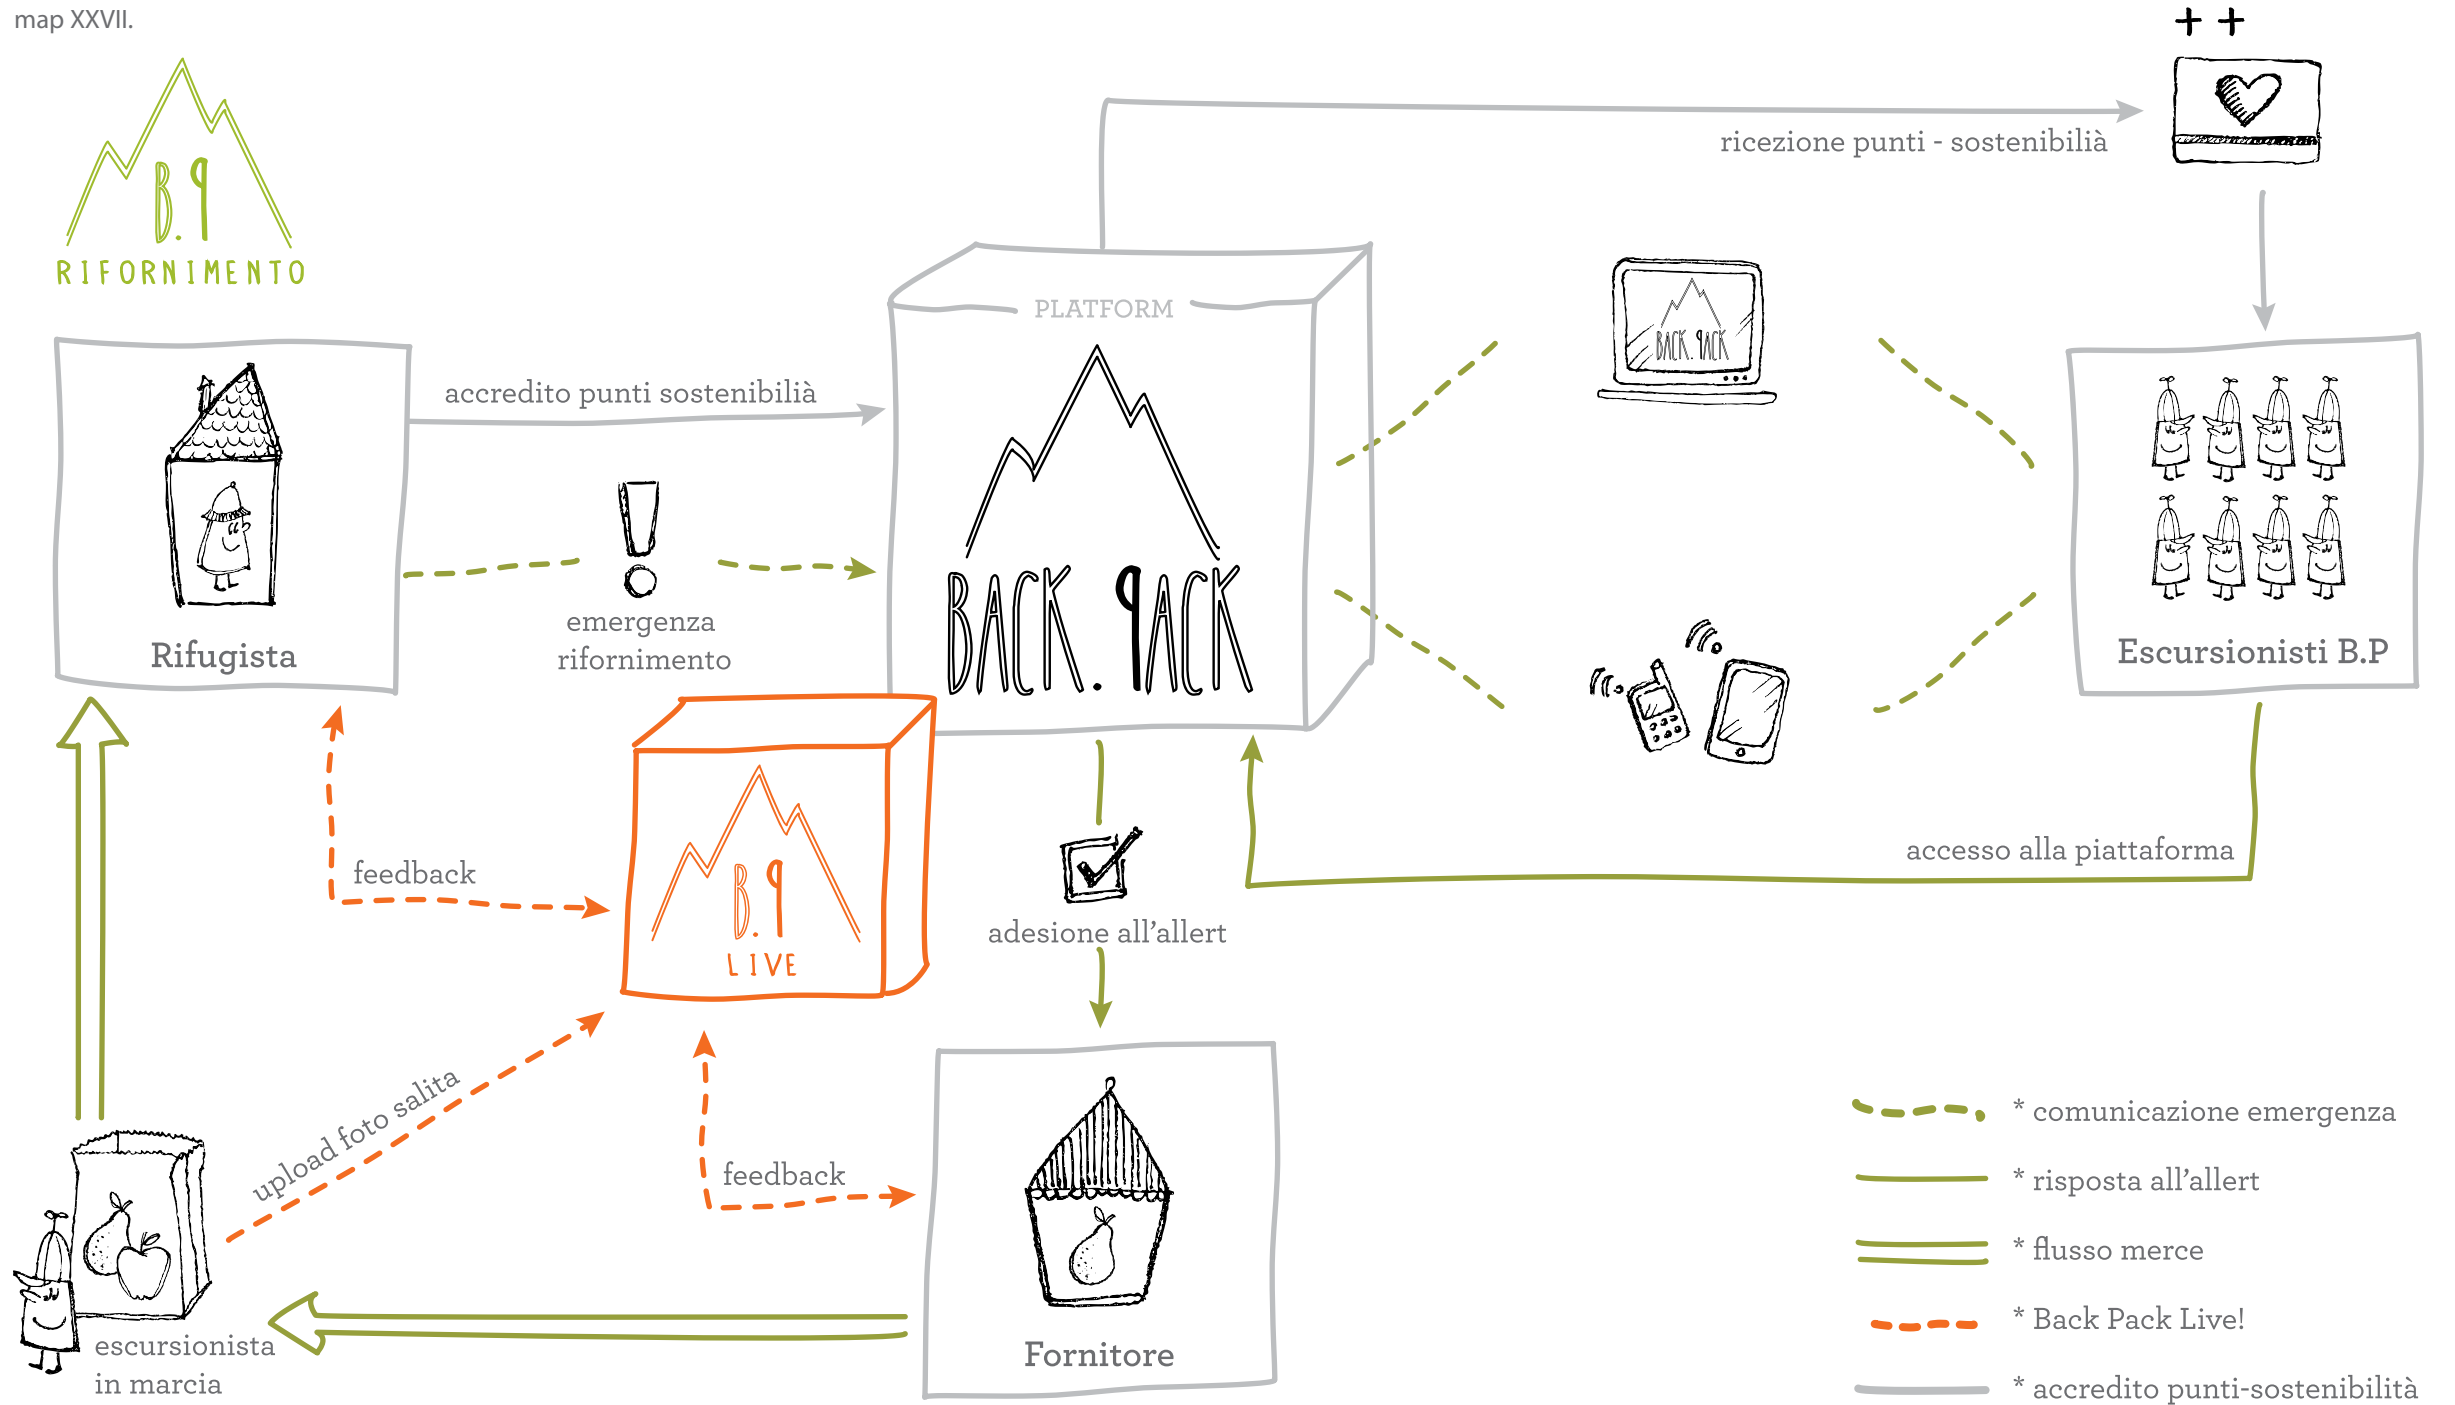 map XXVII.
B.P
RIFORNIMENTO
ricezione punti - sostenibilià
PLATFORM
BACK.PACK
BACK.PACK
accredito punti sostenibilià
emergenza
rifornimento
Rifugista
Escursionisti B.P
accesso alla piattaforma
feedback
B.P
LIVE
adesione all’allert
upload foto salita
feedback
escursionista
in marcia
Fornitore
* comunicazione emergenza
* risposta all’allert
* flusso merce
* Back Pack Live!
* accredito punti-sostenibilità